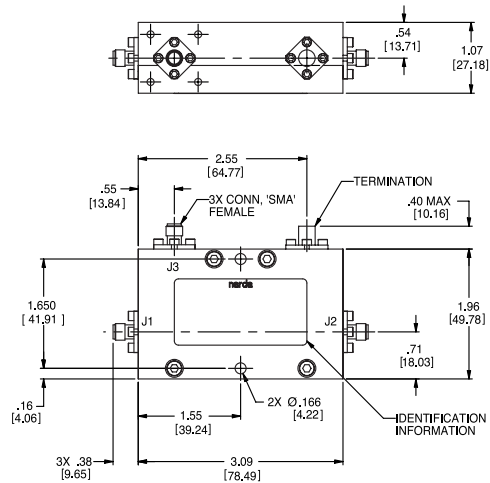 .54
[13.71]
1.07
[27.18]
2.55
[64.77]
.55
[13.84]
3X CONN, 'SMA'
FEMALE
TERMINATION
.40 MAX
[10.16]
J3
narda
1.650
[41.91]
J1
J2
1.96
[49.78]
.71
[18.03]
.16
[4.06]
1.55
[39.24]
2X Ø.166
[4.22]
IDENTIFICATION
INFORMATION
3X .38
[9.65]
3.09
[78.49]